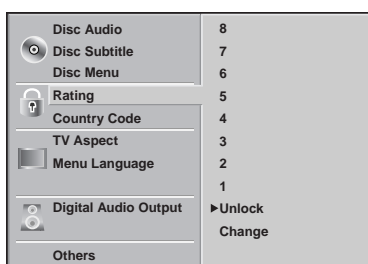 Disc Audio
Disc Subtitle
Disc Menu
Rating
Country Code
TV Aspect
Menu Language
Digital Audio Output
Others
8
7
6
5
4
3
2
1
Unlock
Change